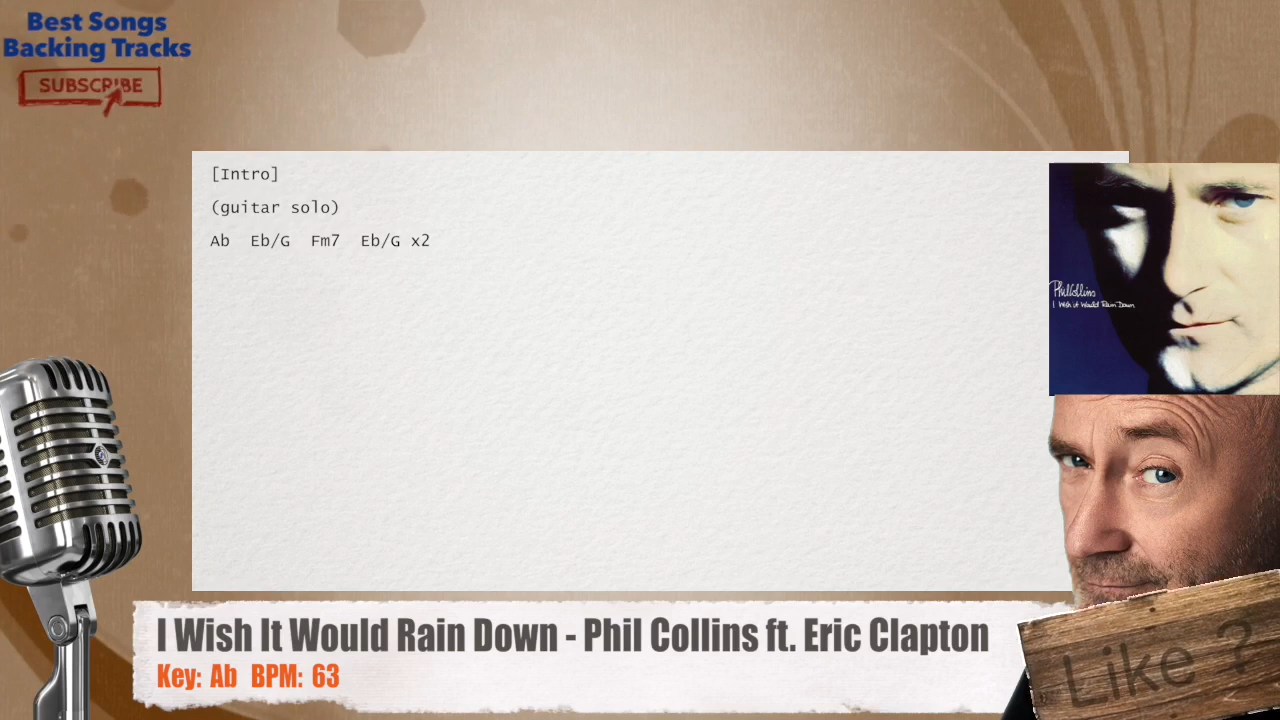 Best Songs
Backing Tracks
SUBSCRIBE
[Intro]
(guitar solo)
Ab  Eb/G  Fm7  Eb/G x2
Phil Collins
I Wish it Would Rain Down
I Wish It Would Rain Down - Phil Collins ft. Eric Clapton
Key: Ab  BPM: 63
Like ?